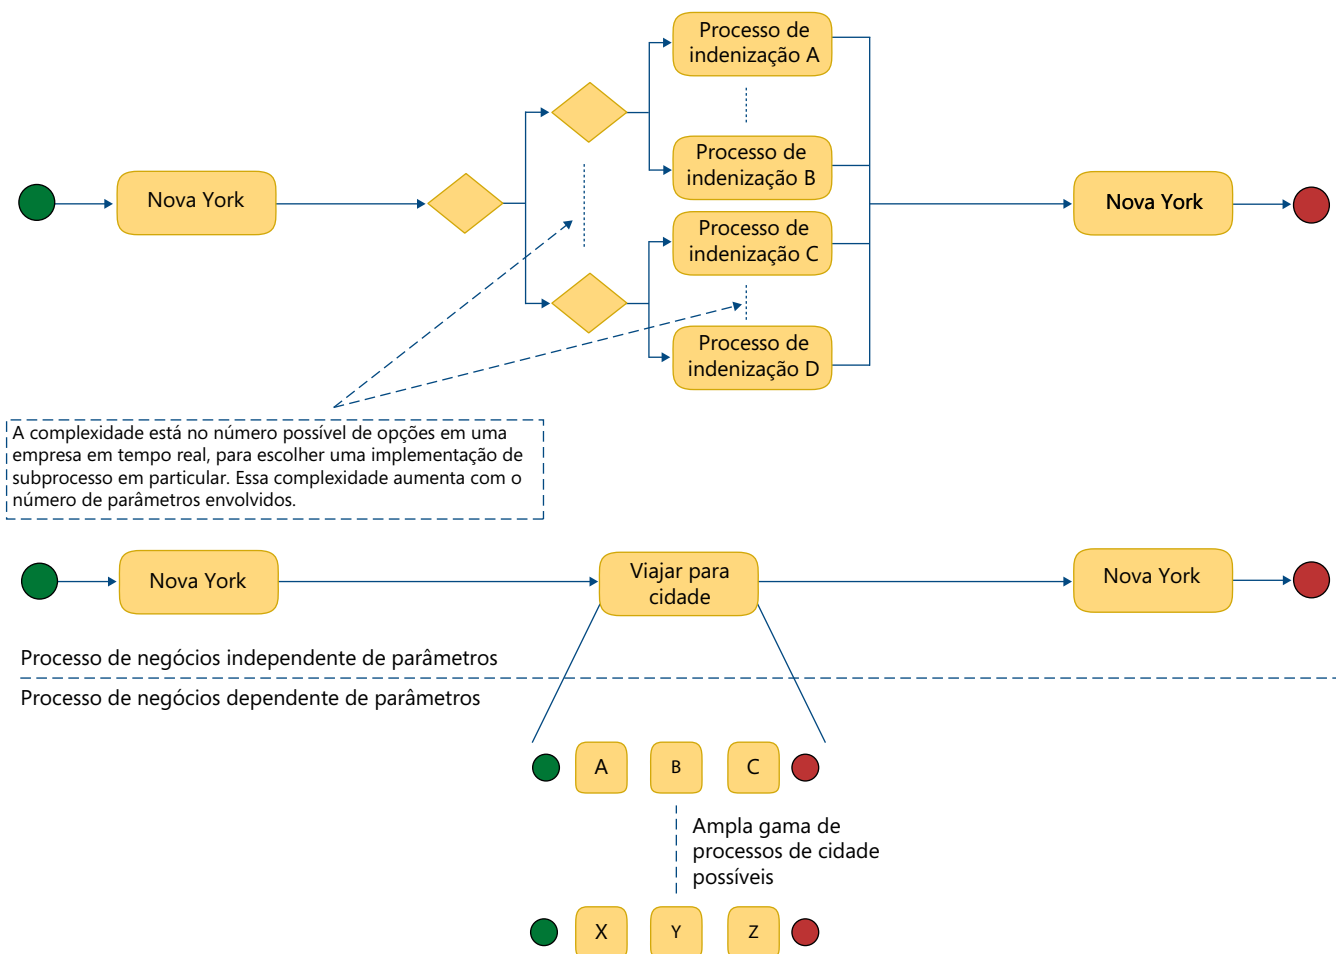 Processo de
indenização A
Processo de
indenização B
Nova York
Nova York
Processo de
indenização C
Processo de
indenização D
A complexidade está no número possível de opções em uma
empresa em tempo real, para escolher uma implementação de
subprocesso em particular. Essa complexidade aumenta com o
número de parâmetros envolvidos.
Nova York
Viajar para
cidade
Nova York
Processo de negócios independente de parâmetros
Processo de negócios dependente de parâmetros
A
B
C
Ampla gama de
processos de cidade
possíveis
X
Y
Z